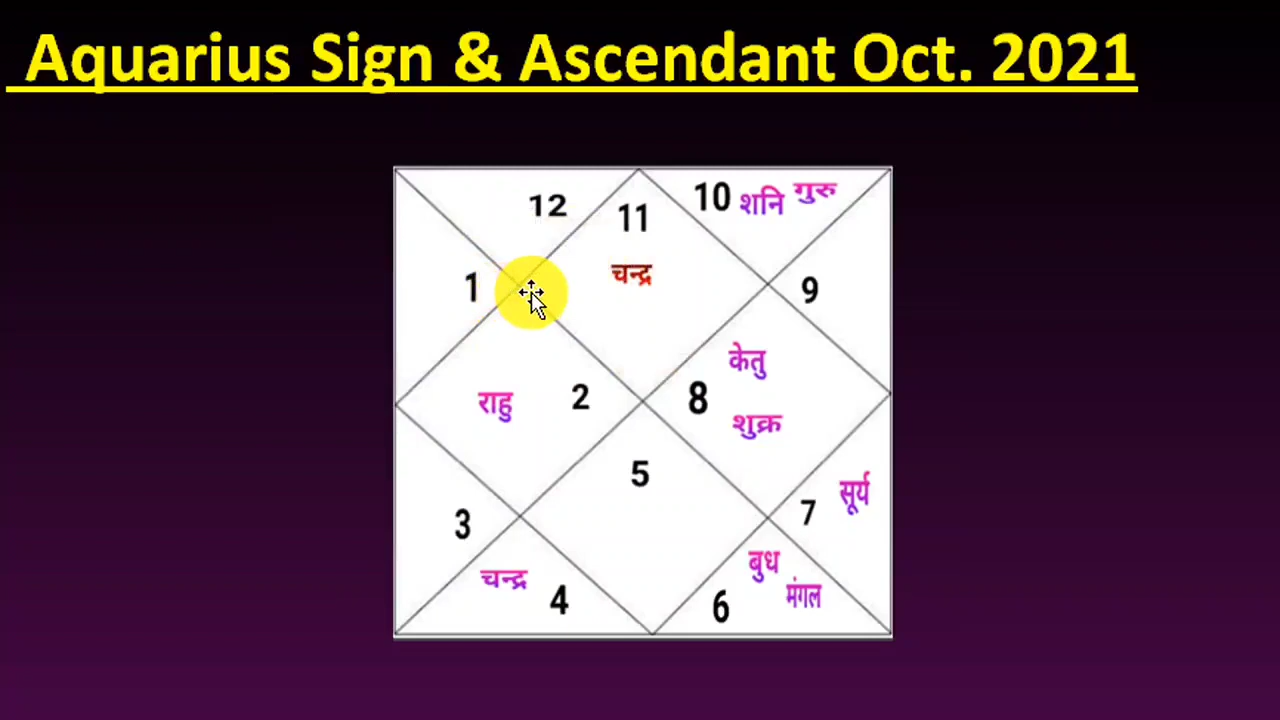 Aquarius Sign & Ascendant Oct. 2021
12
11
10 शनि गुरु
चन्द्र
1
9
केतु
राहु 2
8
शुक्र
5
3
7 सूर्य
चन्द्र 4
बुध
6 मंगल